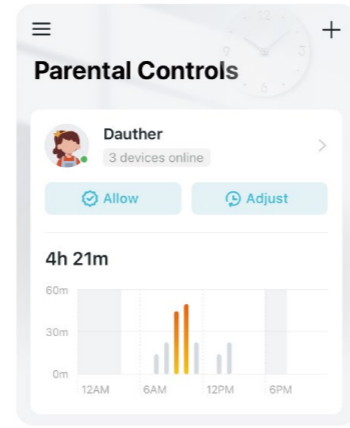 Parental Controls
Dauther
3 devices online
Allow
Adjust
4h 21m
60m
30m
0m
12AM 6AM 12PM 6PM